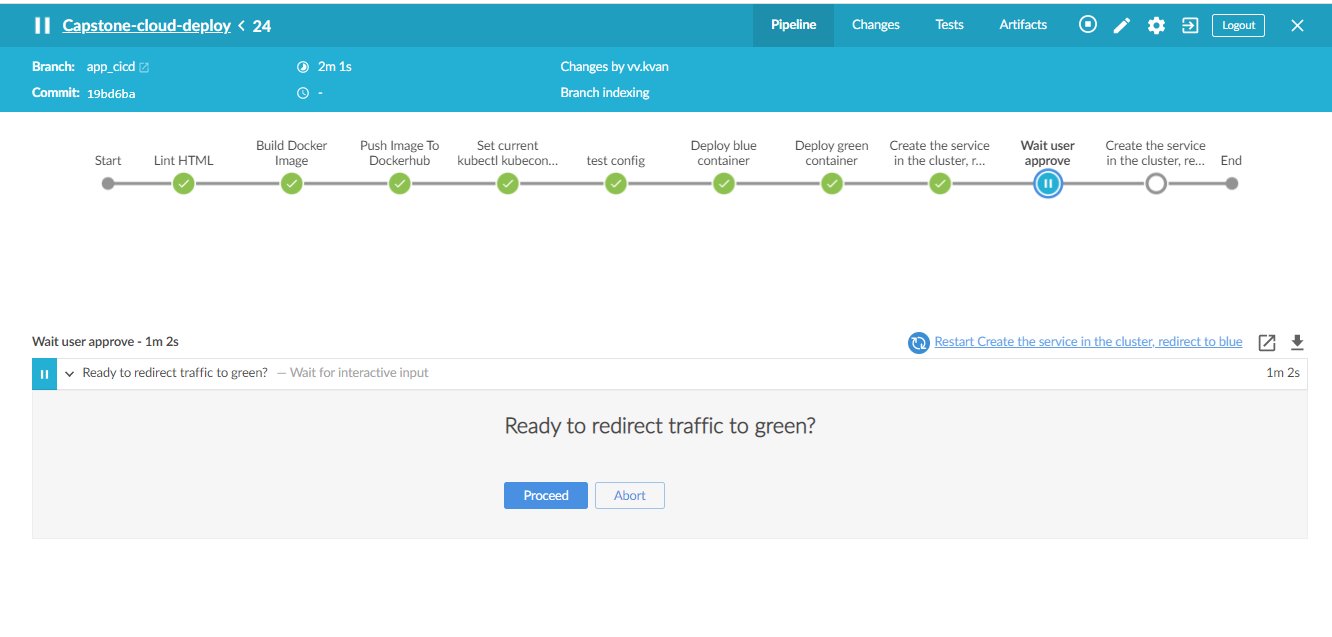 Capstone-cloud-deploy < 24
Pipeline
Changes
Tests
Artifacts
Logout
Branch: app_cicd
2m 1s
Changes by vv.kvan
Commit: 19bd6ba
-
Branch indexing
Start
Lint HTML
Build Docker
Image
Push Image To
Dockerhub
Set current
kubectl kubecon...
test config
Deploy blue
container
Deploy green
container
Create the service
in the cluster, r...
Wait user
approve
Create the service
in the cluster, re...
End
Wait user approve - 1m 2s
Restart Create the service in the cluster, redirect to blue
Ready to redirect traffic to green? — Wait for interactive input
1m 2s
Ready to redirect traffic to green?
Proceed
Abort